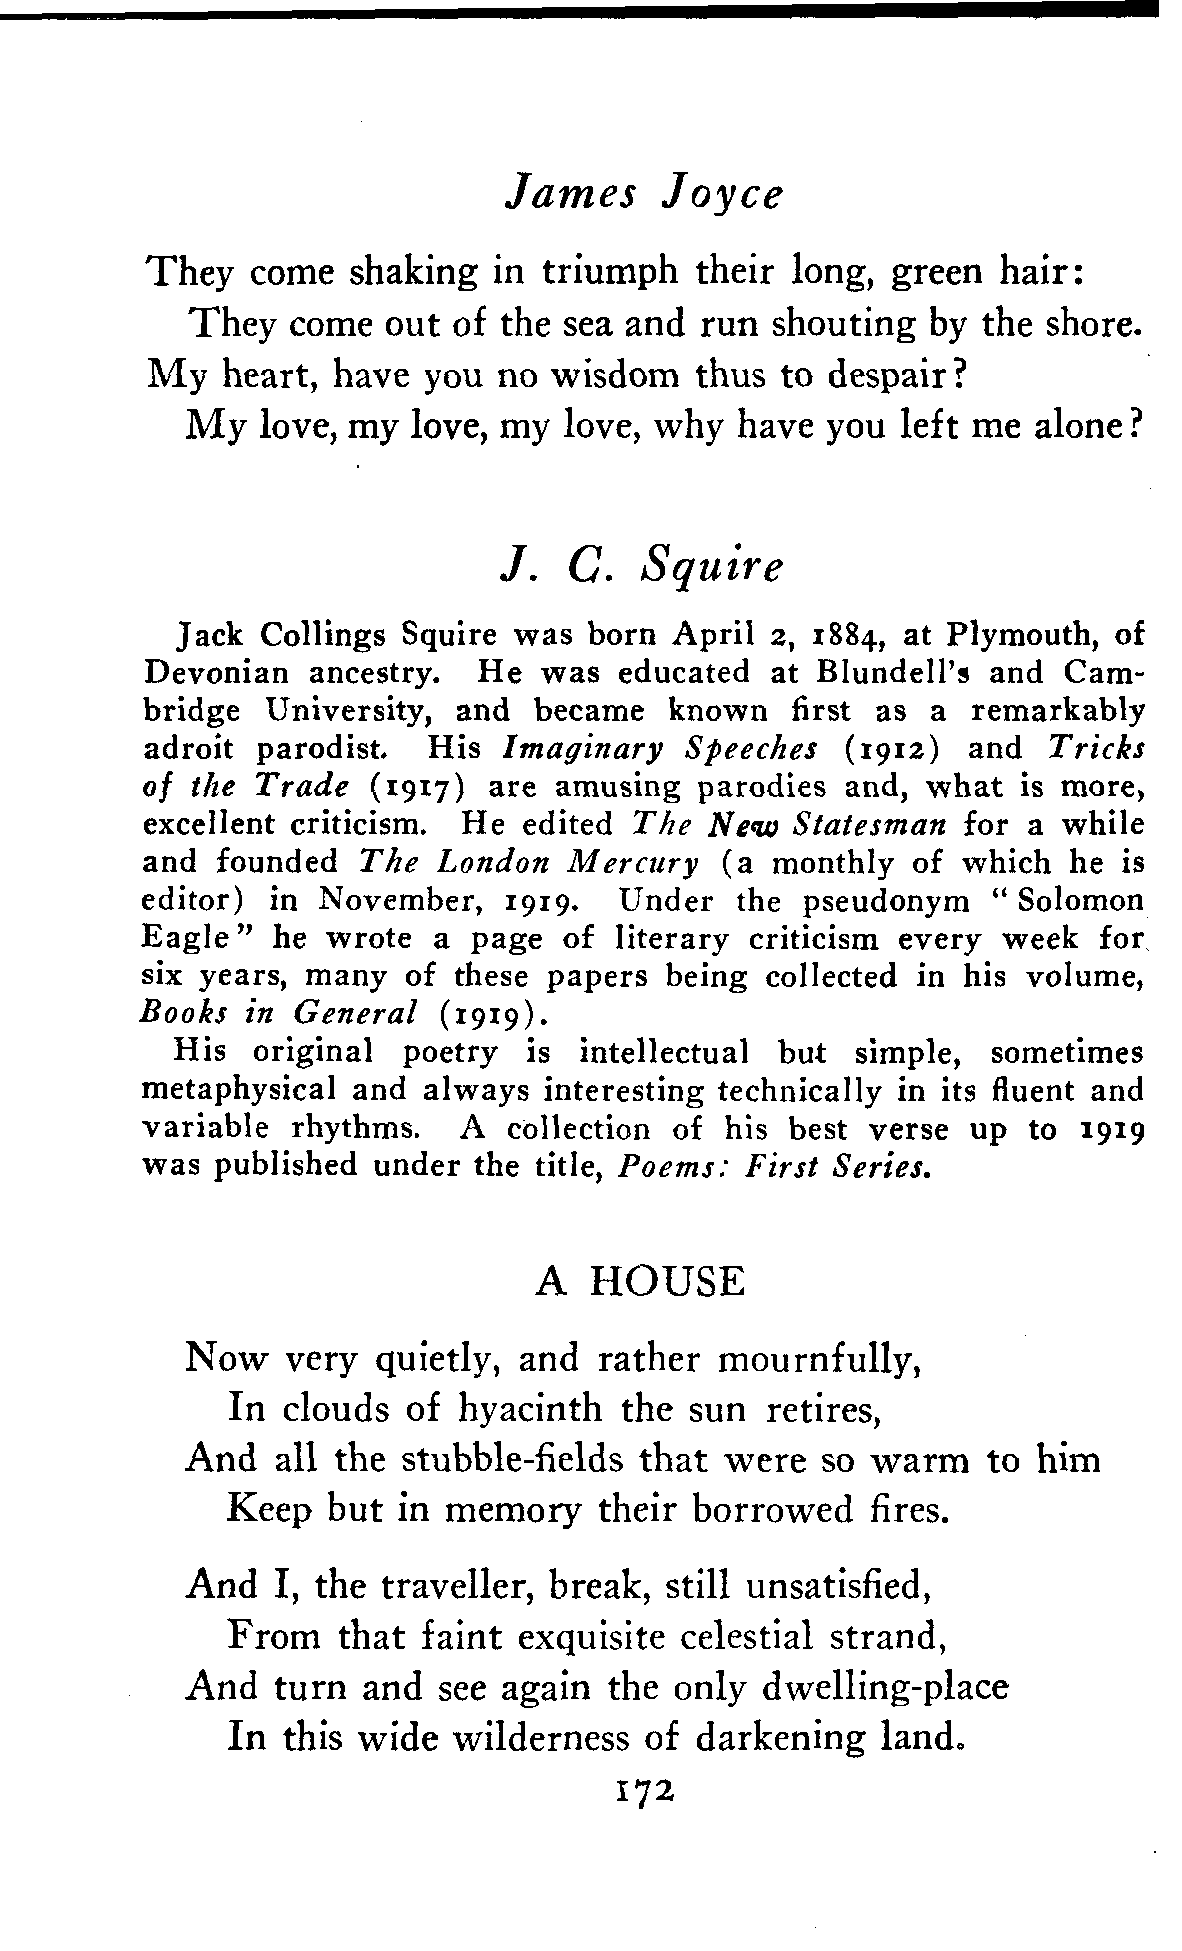 James Joyce
They come shaking in triumph their long, green hair:
They come out of the sea and run shouting by the shore.
My heart, have you no wisdom thus to despair?
My love, my love, my love, why have you left me alone?
J. C. Squire
Jack Collings Squire was born April 2, 1884, at Plymouth, of
Devonian ancestry. He was educated at Blundell's and Cam-
bridge University, and became known first as a remarkably
adroit parodist. His Imaginary Speeches (1912) and Tricks
of the Trade (1917) are amusing parodies and, what is more,
excellent criticism. He edited The New Statesman for a while
and founded The London Mercury (a monthly of which he is
editor) in November, 1919. Under the pseudonym "Solomon
Eagle" he wrote a page of literary criticism every week for
six years, many of these papers being collected in his volume,
Books in General (1919).
His original poetry is intellectual but simple, sometimes
metaphysical and always interesting technically in its fluent and
variable rhythms. A collection of his best verse up to 1919
was published under the title, Poems: First Series.
A HOUSE
Now very quietly, and rather mournfully,
In clouds of hyacinth the sun retires,
And all the stubble-fields that were so warm to him
Keep but in memory their borrowed fires.
And I, the traveller, break, still unsatisfied,
From that faint exquisite celestial strand,
And turn and see again the only dwelling-place
In this wide wilderness of darkening land.
172